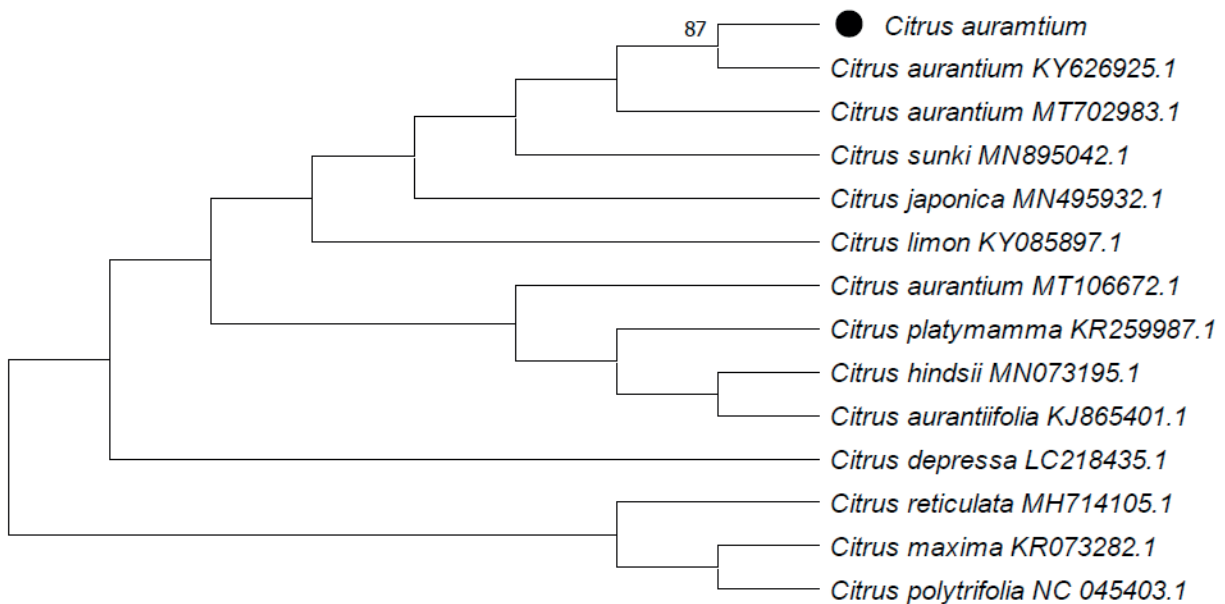 87
Citrus auramtium
Citrus aurantium KY626925.1
Citrus aurantium MT702983.1
Citrus sunki MN895042.1
Citrus japonica MN495932.1
Citrus limon KY085897.1
Citrus aurantium MT106672.1
Citrus platymamma KR259987.1
Citrus hindsii MN073195.1
Citrus aurantiifolia KJ865401.1
Citrus depressa LC218435.1
Citrus reticulata MH714105.1
Citrus maxima KR073282.1
Citrus polytrifolia NC 045403.1